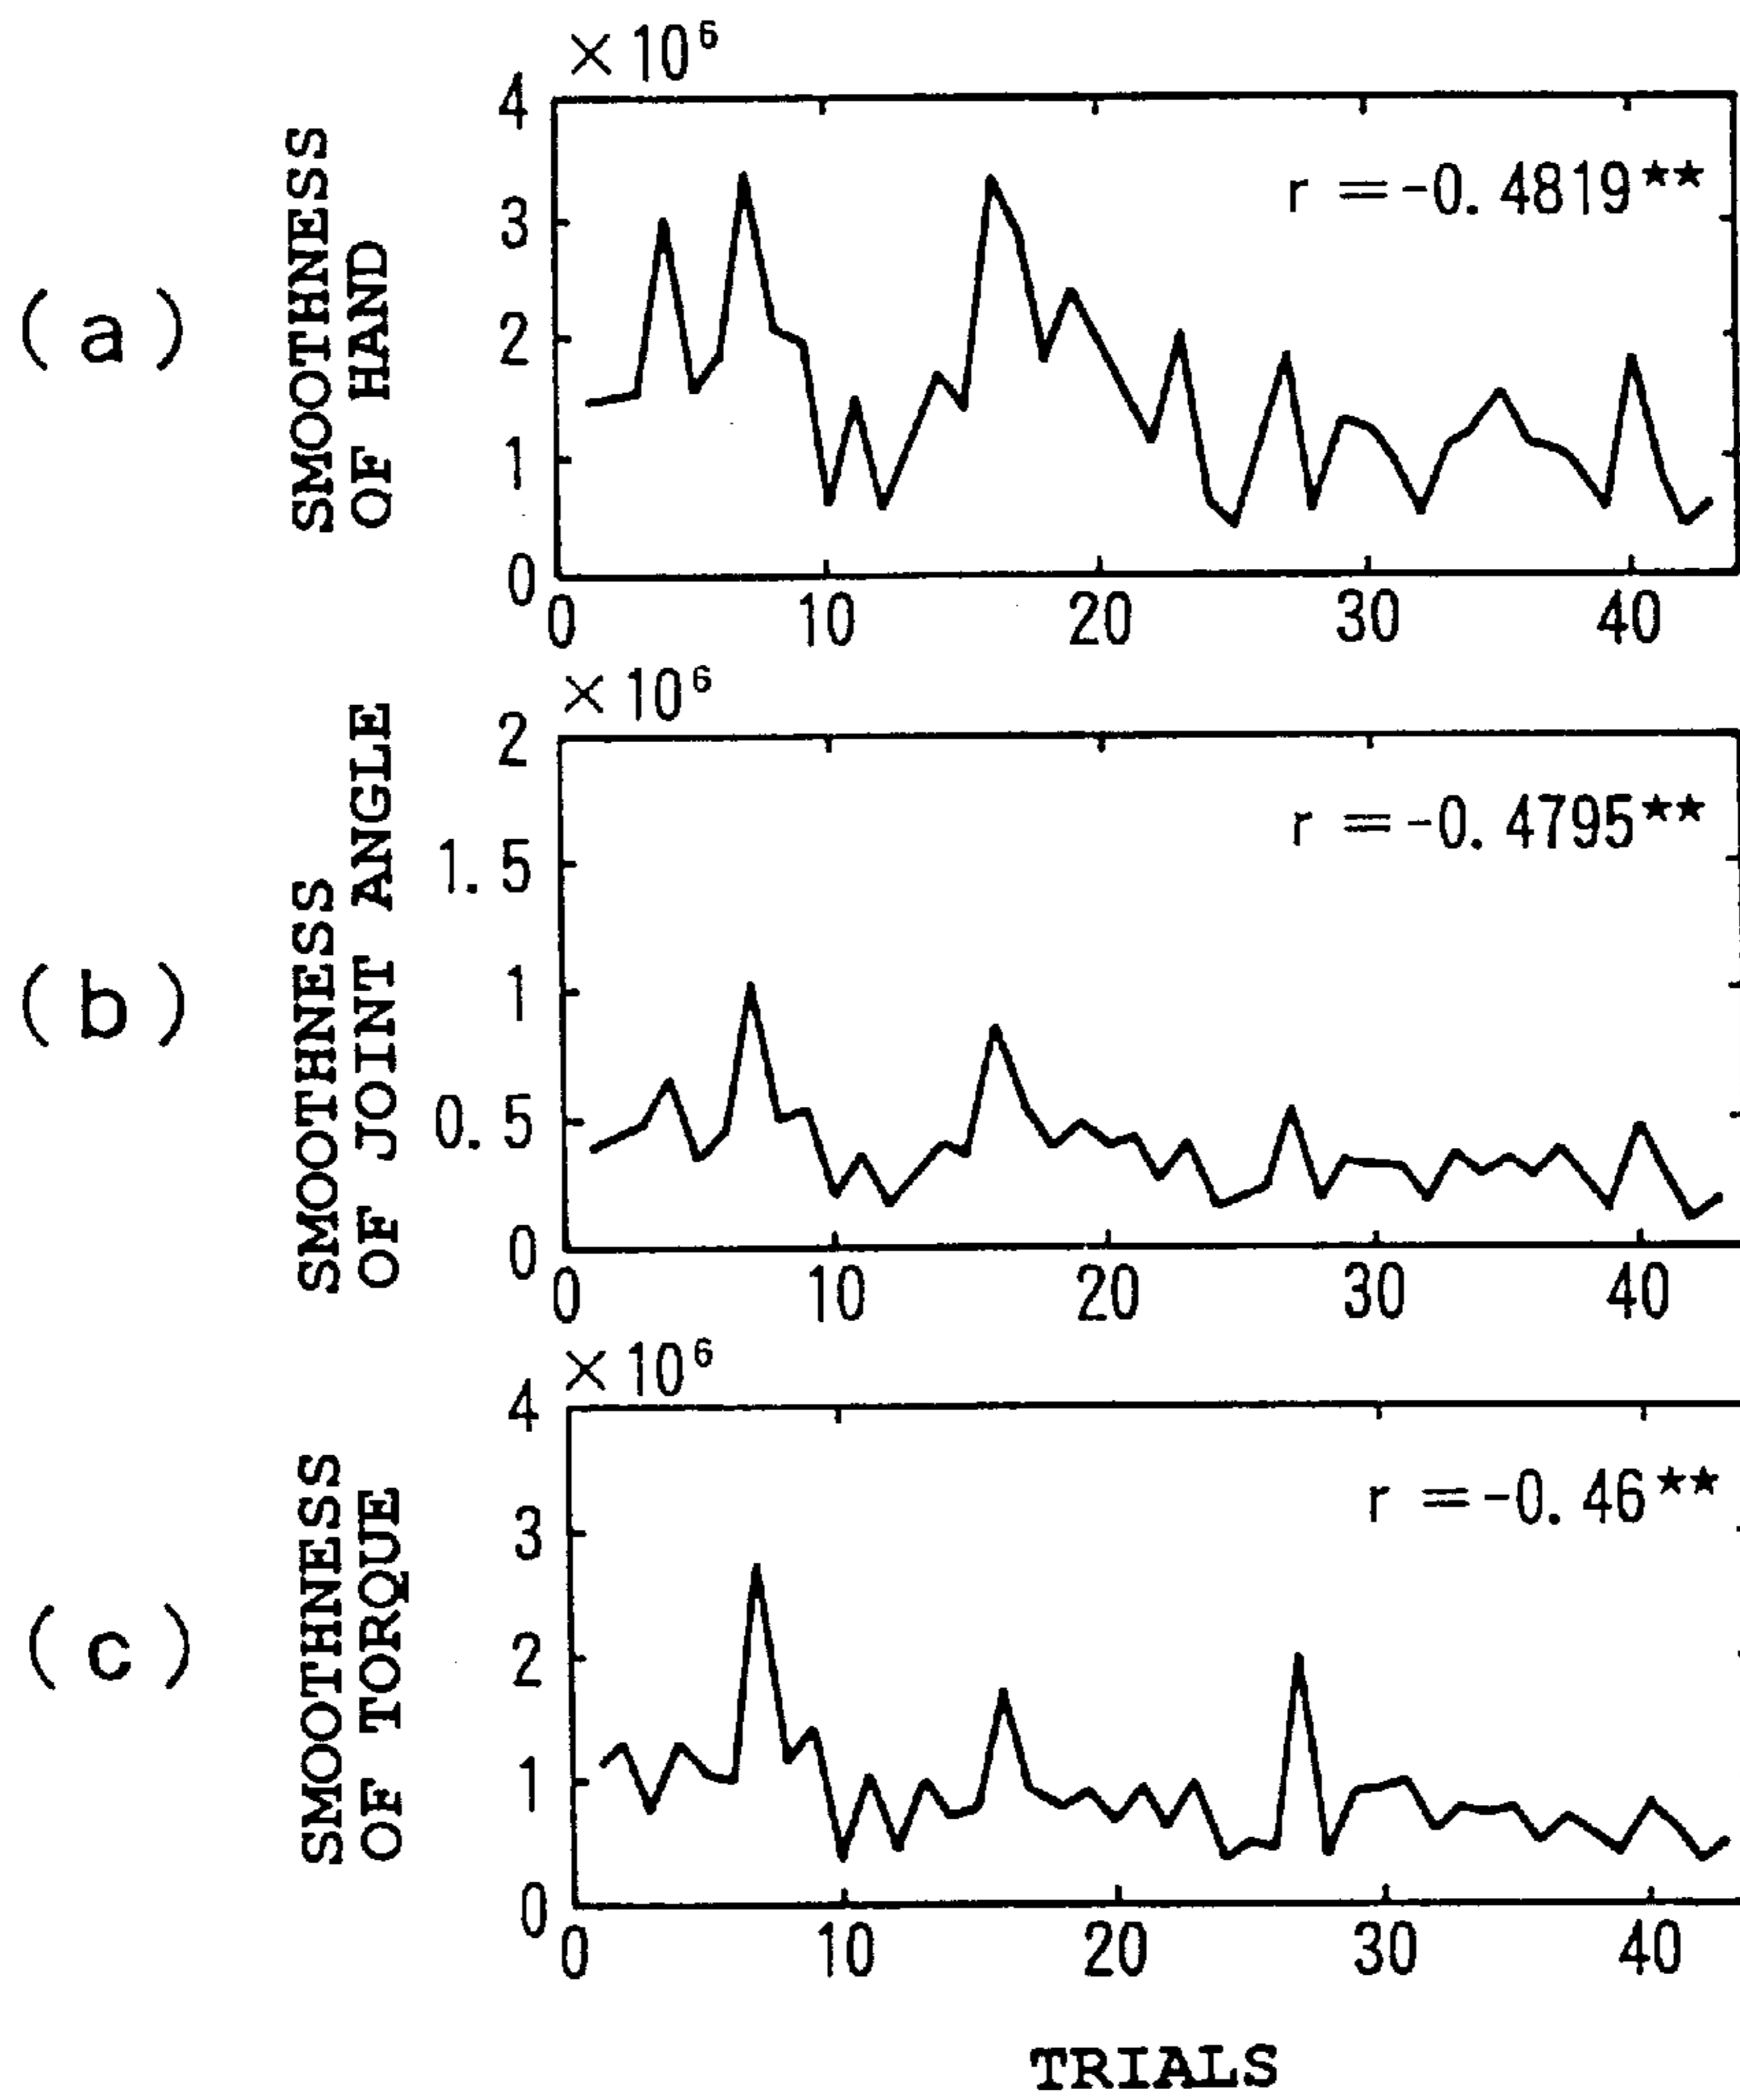 (a)
SMOOTHNESS
OF HAND
×10⁶
4
3
2
1
0
r =-0.4819**
0 10 20 30 40
(b)
SMOOTHNESS
OF JOINT ANGLE
×10⁶
2
1.5
1
0.5
0
r =-0.4795**
0 10 20 30 40
(c)
SMOOTHNESS
OF TORQUE
×10⁶
4
3
2
1
0
r =-0.46**
0 10 20 30 40
TRIALS